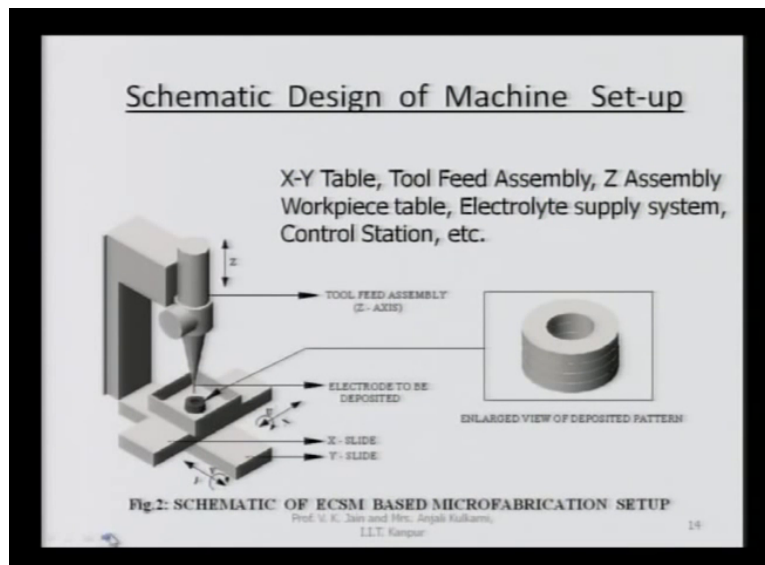 Schematic Design of Machine Set-up
X-Y Table, Tool Feed Assembly, Z Assembly
Workpiece table, Electrolyte supply system,
Control Station, etc.
Z
TOOL FEED ASSEMBLY
(Z - AXIS)
ELECTRODE TO BE
DEPOSITED
X - SLIDE
Y - SLIDE
ENLARGED VIEW OF DEPOSITED PATTERN
Fig.2: SCHEMATIC OF ECSM BASED MICROFABRICATION SETUP
Prof. V. K. Jain and Mrs. Anjali Kulkarni,
I.I.T. Kanpur
14